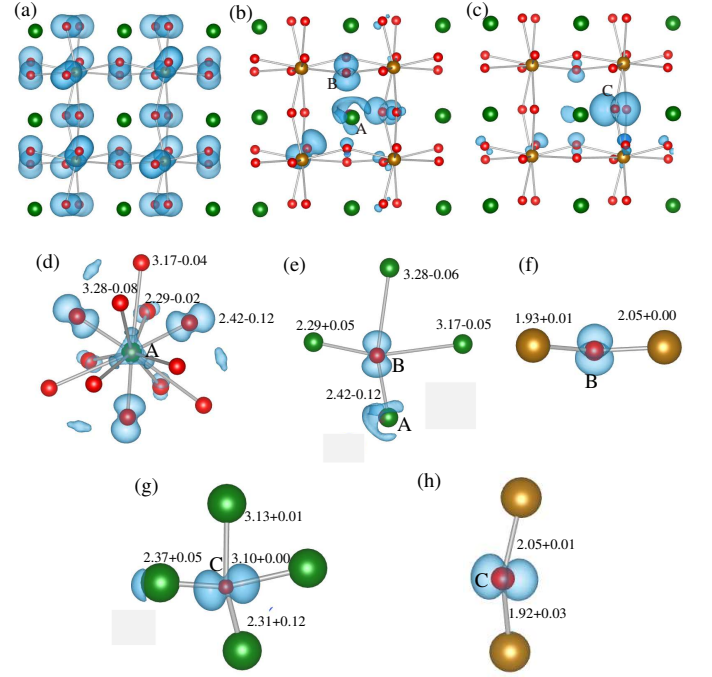 (a)
(b)
(c)
B
A
C
(d)
3.17-0.04
3.28-0.08
2.29-0.02
2.42-0.12
A
(e)
3.28-0.06
2.29+0.05
3.17-0.05
B
2.42-0.12
A
(f)
1.93+0.01
2.05+0.00
B
(g)
3.13+0.01
2.37+0.05
C
3.10+0.00
2.31+0.12
(h)
2.05+0.01
C
1.92+0.03